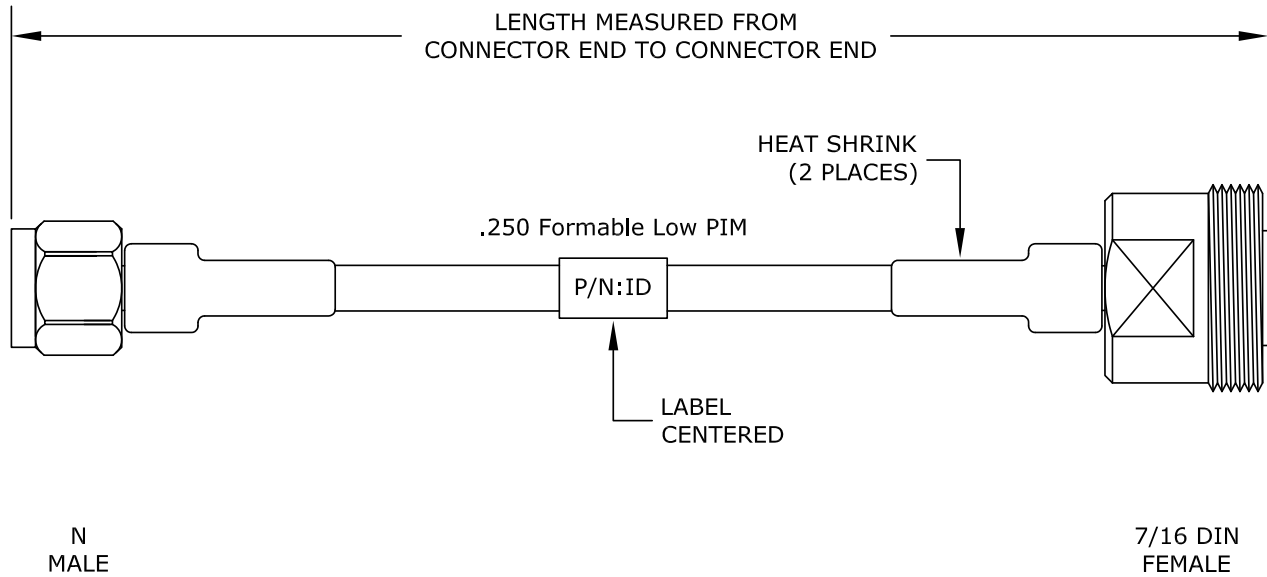 LENGTH MEASURED FROM
CONNECTOR END TO CONNECTOR END
HEAT SHRINK
(2 PLACES)
.250 Formable Low PIM
P/N:ID
LABEL
CENTERED
N
MALE
7/16 DIN
FEMALE